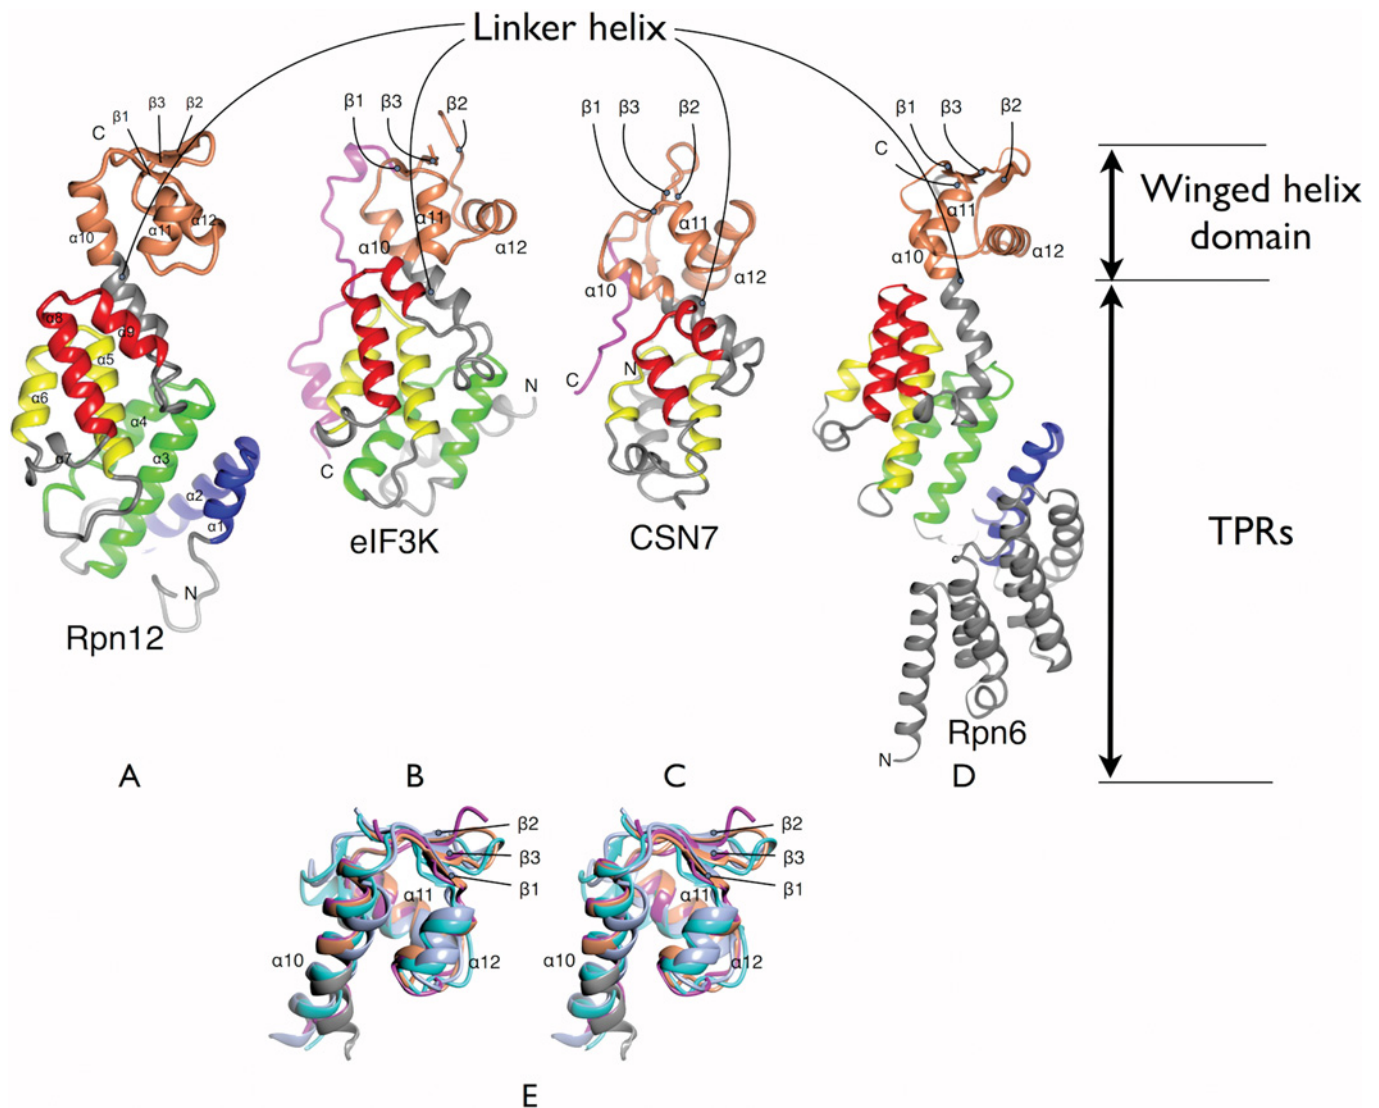 Linker helix
β3 β2
β1
C
α10
α11
α12
α8
α9
α5
α6
α4
α7
α3
α2
α1
N
Rpn12
β1 β3 β2
α11
α10
α12
N
C
eIF3K
β1 β3 β2
α11
α10
α12
N
C
CSN7
β1 β3 β2
C
α11
α10
α12
Rpn6
N
Winged helix
domain
TPRs
A B C D
β2
β3
β1
α11
α10
α12
β2
β3
β1
α11
α10
α12
E